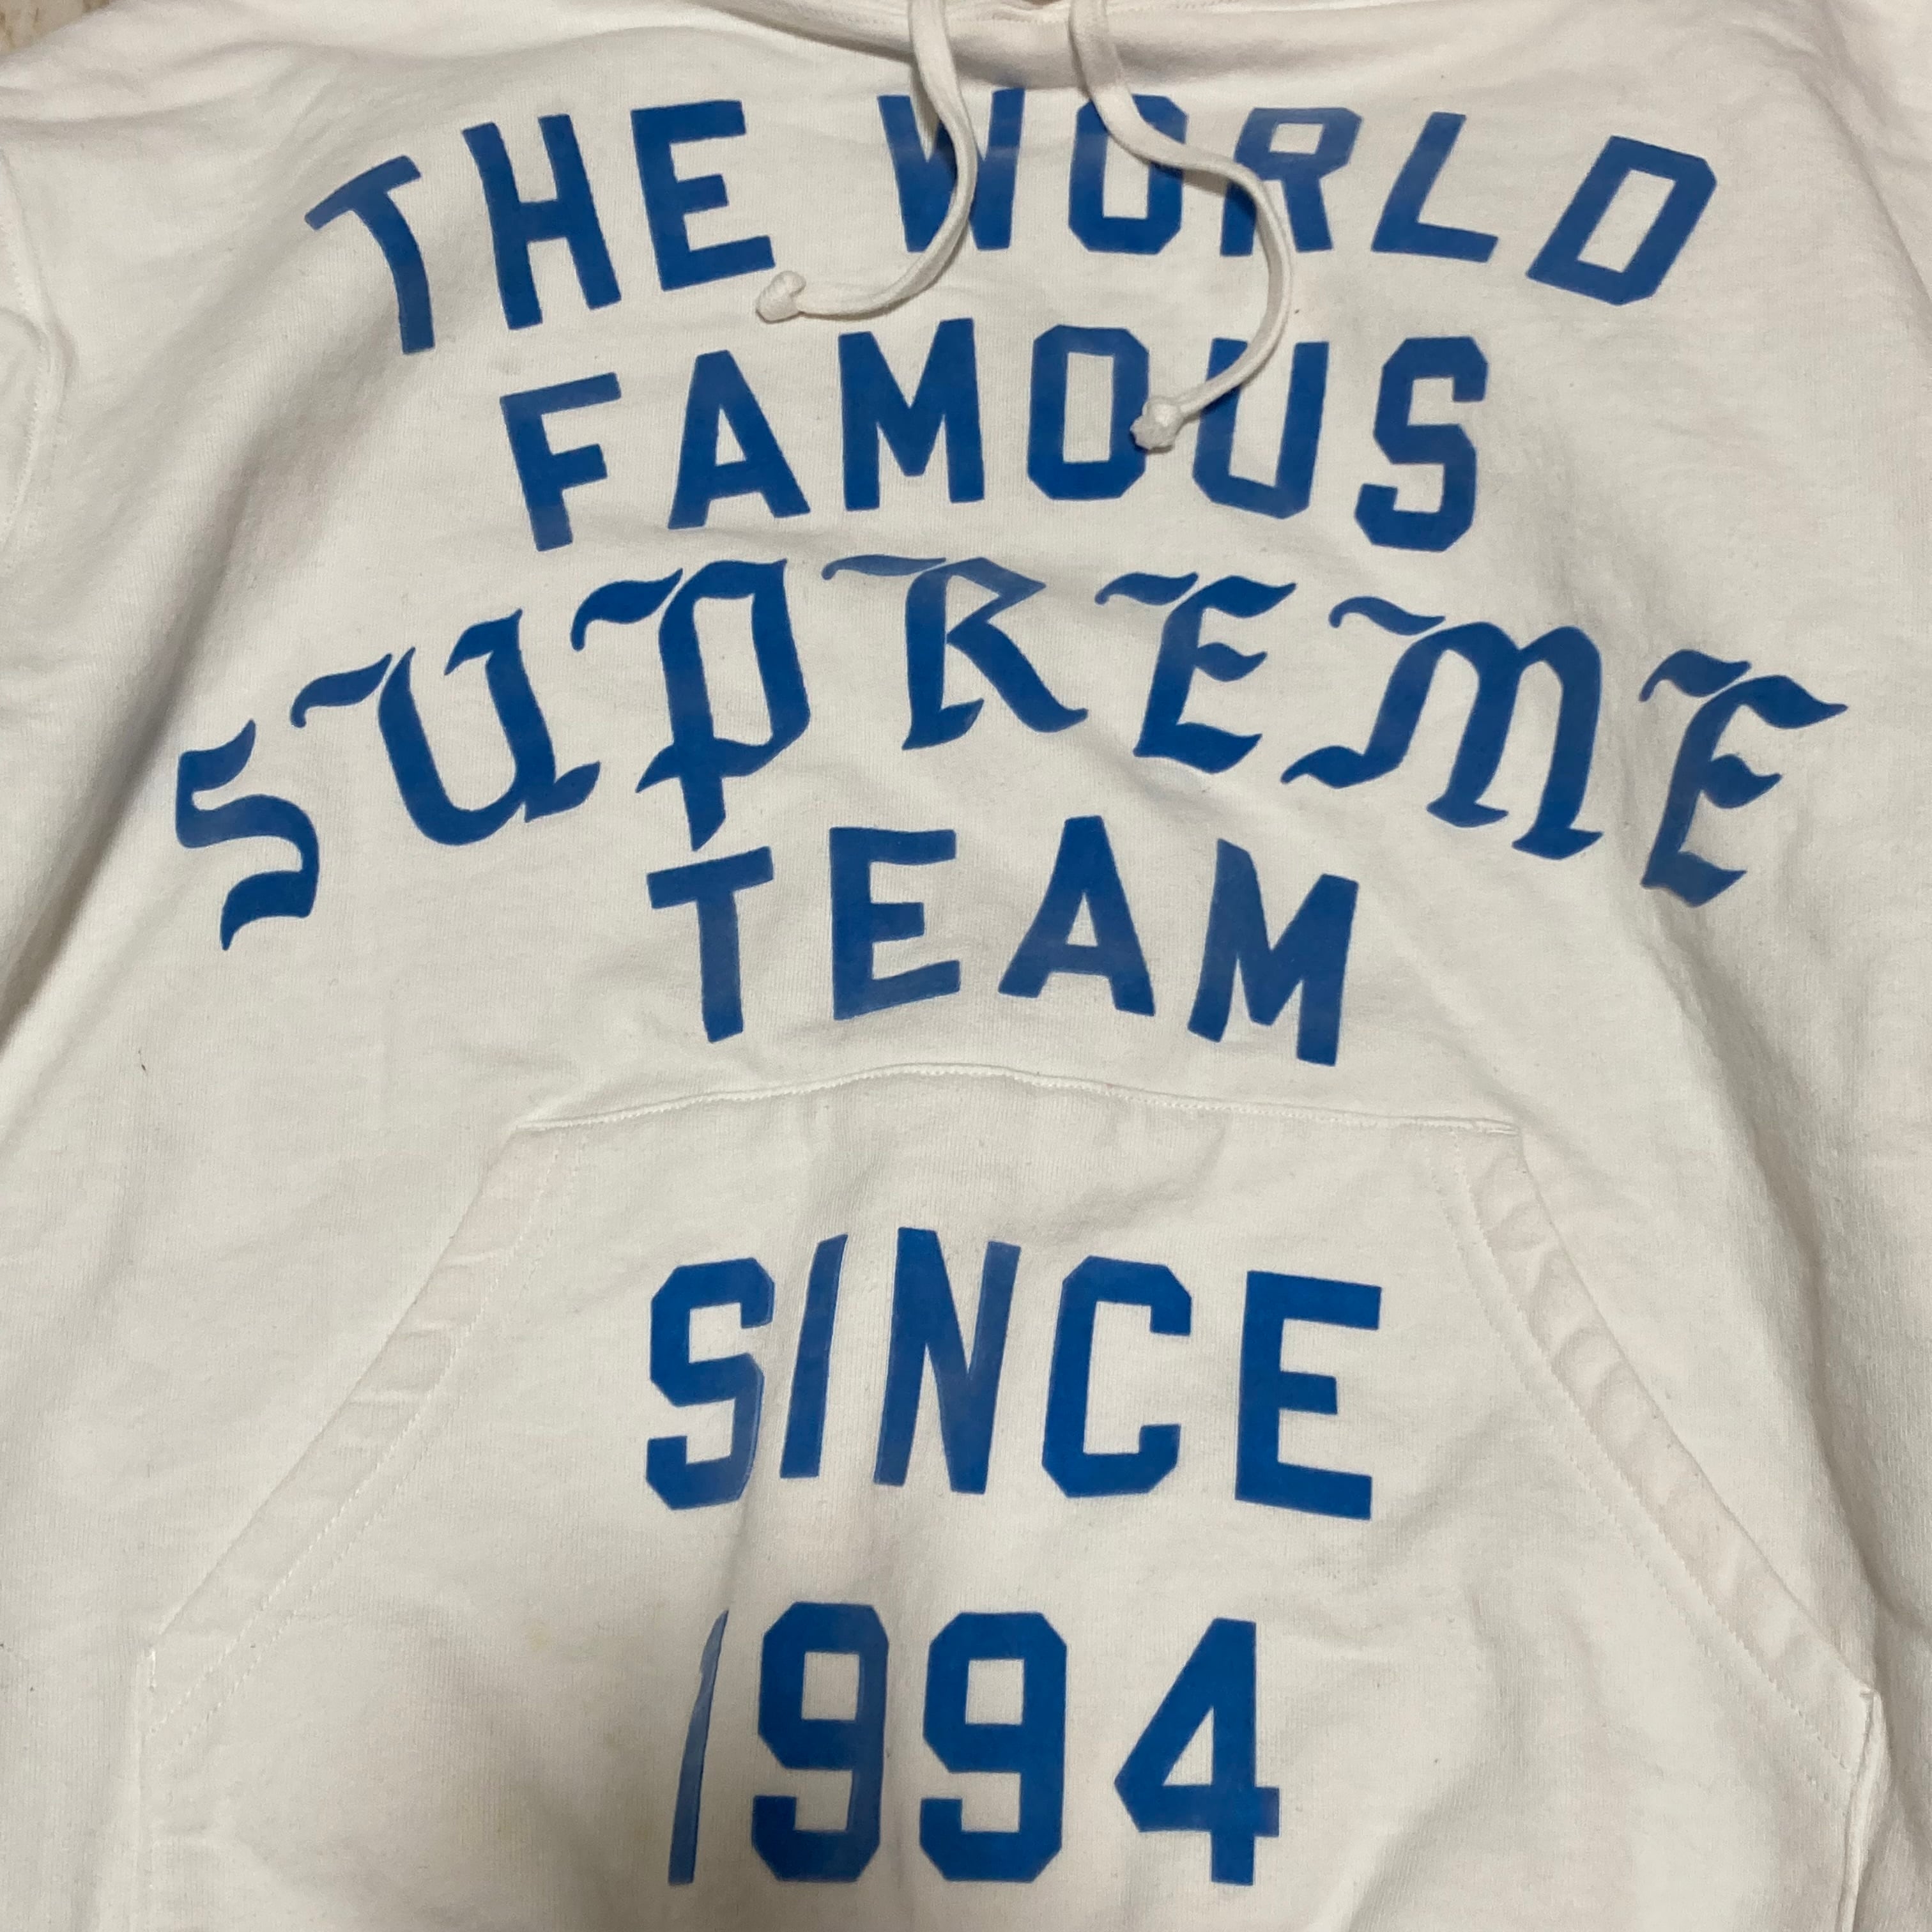 THE WORLD
FAMOUS
SUPREME
TEAM
SINCE
1994